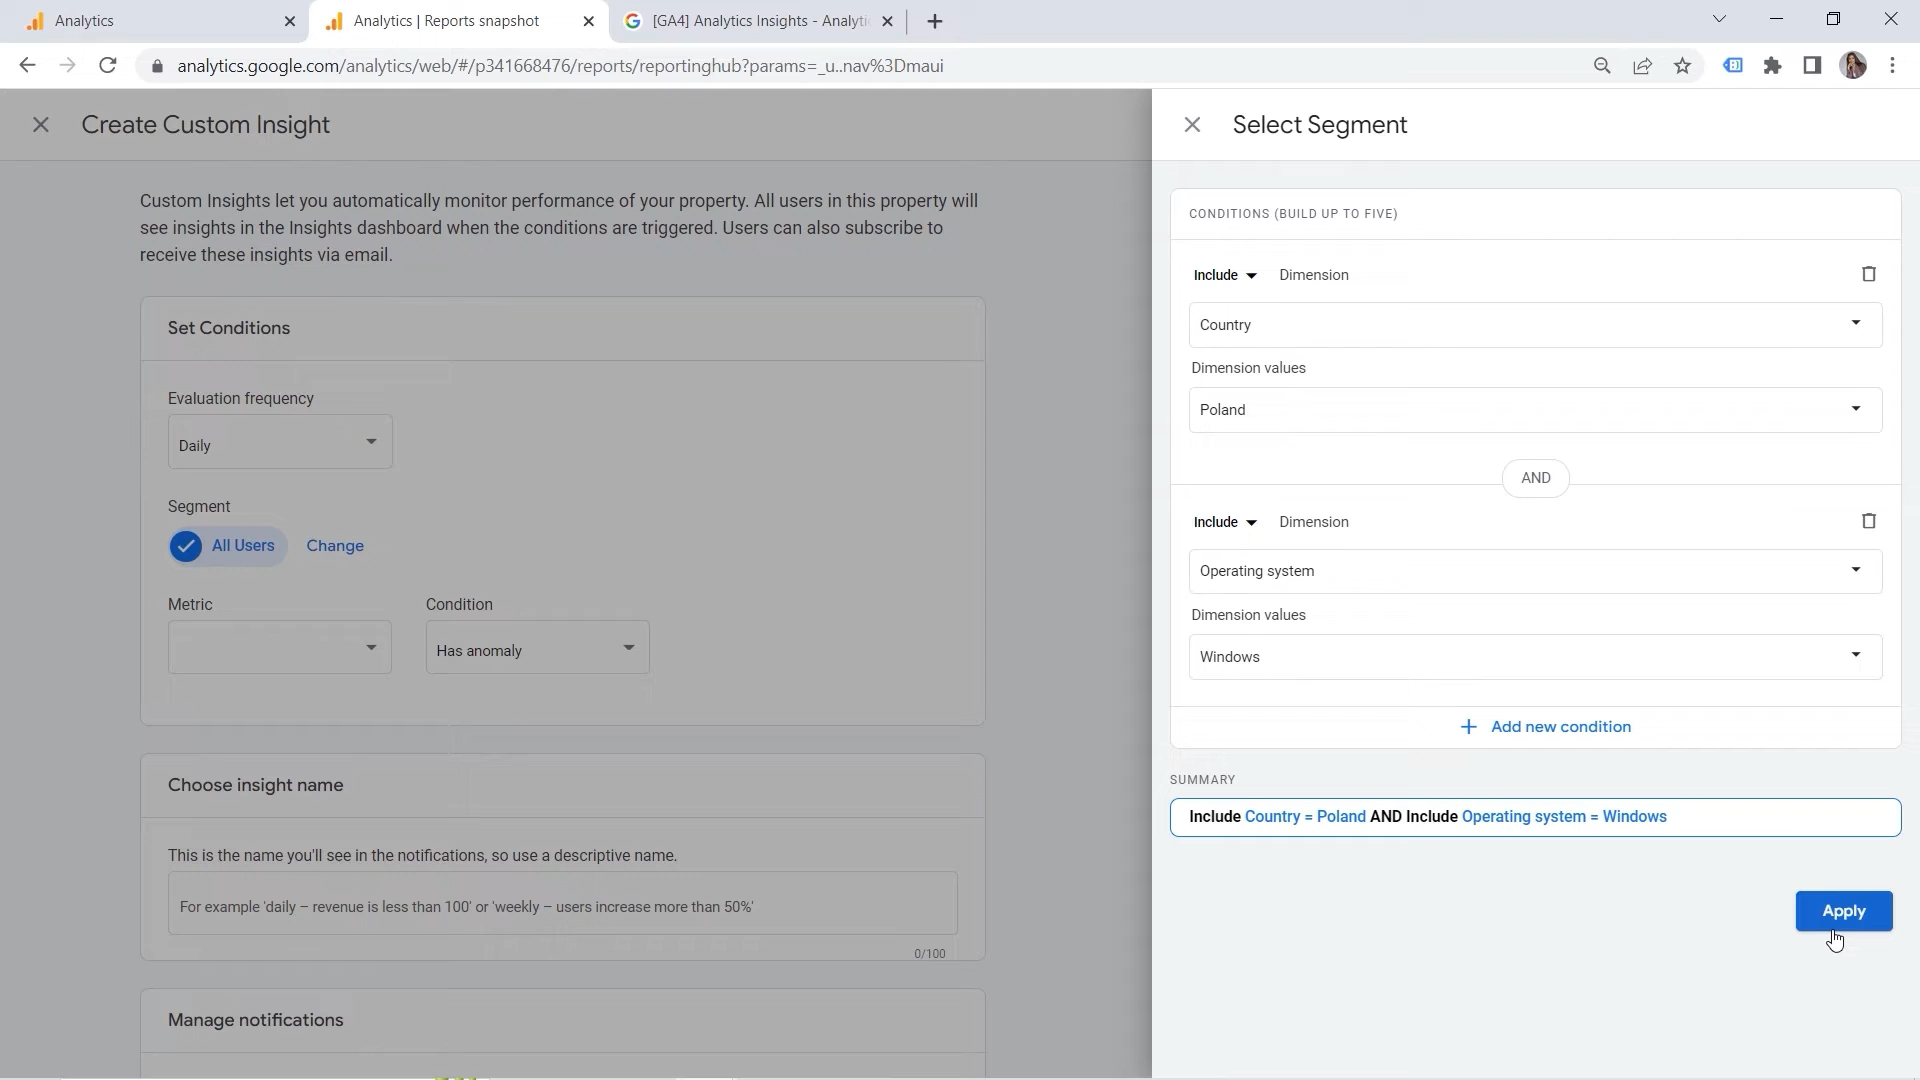 Analytics
Analytics | Reports snapshot
[GA4] Analytics Insights - Analytic
analytics.google.com/analytics/web/#/p341668476/reports/reportinghub?params=_u..nav%3Dmaui
Create Custom Insight
Custom Insights let you automatically monitor performance of your property. All users in this property will
see insights in the Insights dashboard when the conditions are triggered. Users can also subscribe to
receive these insights via email.
Set Conditions
Evaluation frequency
Daily
Segment
All Users Change
Metric Condition
Has anomaly
Choose insight name
This is the name you'll see in the notifications, so use a descriptive name.
For example 'daily – revenue is less than 100' or 'weekly – users increase more than 50%'
0/100
Manage notifications
Select Segment
CONDITIONS (BUILD UP TO FIVE)
Include Dimension
Country
Dimension values
Poland
AND
Include Dimension
Operating system
Dimension values
Windows
+ Add new condition
SUMMARY
Include Country = Poland AND Include Operating system = Windows
Apply